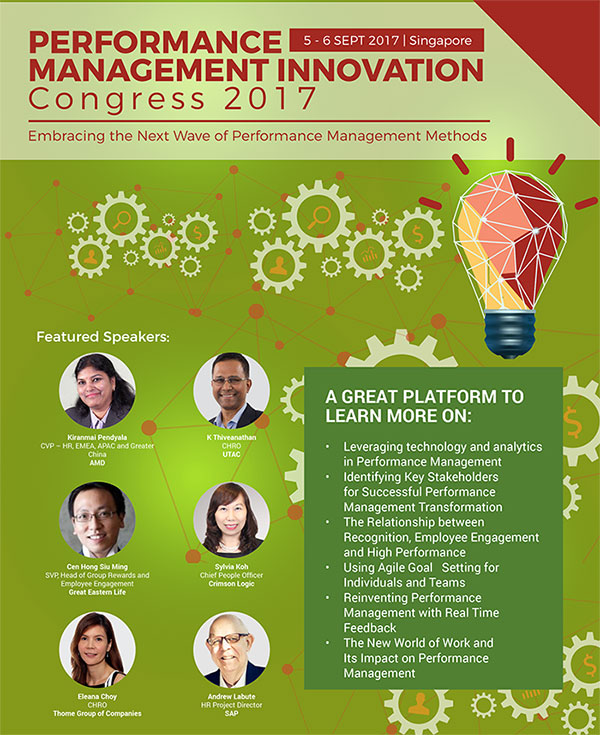 PERFORMANCE
5 - 6 SEPT 2017 | Singapore
MANAGEMENT INNOVATION
Congress 2017
Embracing the Next Wave of Performance Management Methods
Featured Speakers:
Kiranmai Pendyala
CVP – HR, EMEA, APAC and Greater
China
AMD
K Thiveanathan
CHRO
UTAC
Cen Hong Siu Ming
SVP, Head of Group Rewards and
Employee Engagement
Great Eastern Life
Sylvia Koh
Chief People Officer
Crimson Logic
Eleana Choy
CHRO
Thome Group of Companies
Andrew Labute
HR Project Director
SAP
A GREAT PLATFORM TO
LEARN MORE ON:
• Leveraging technology and analytics
in Performance Management
• Identifying Key Stakeholders
for Successful Performance
Management Transformation
• The Relationship between
Recognition, Employee Engagement
and High Performance
• Using Agile Goal Setting for
Individuals and Teams
• Reinventing Performance
Management with Real Time
Feedback
• The New World of Work and
Its Impact on Performance
Management